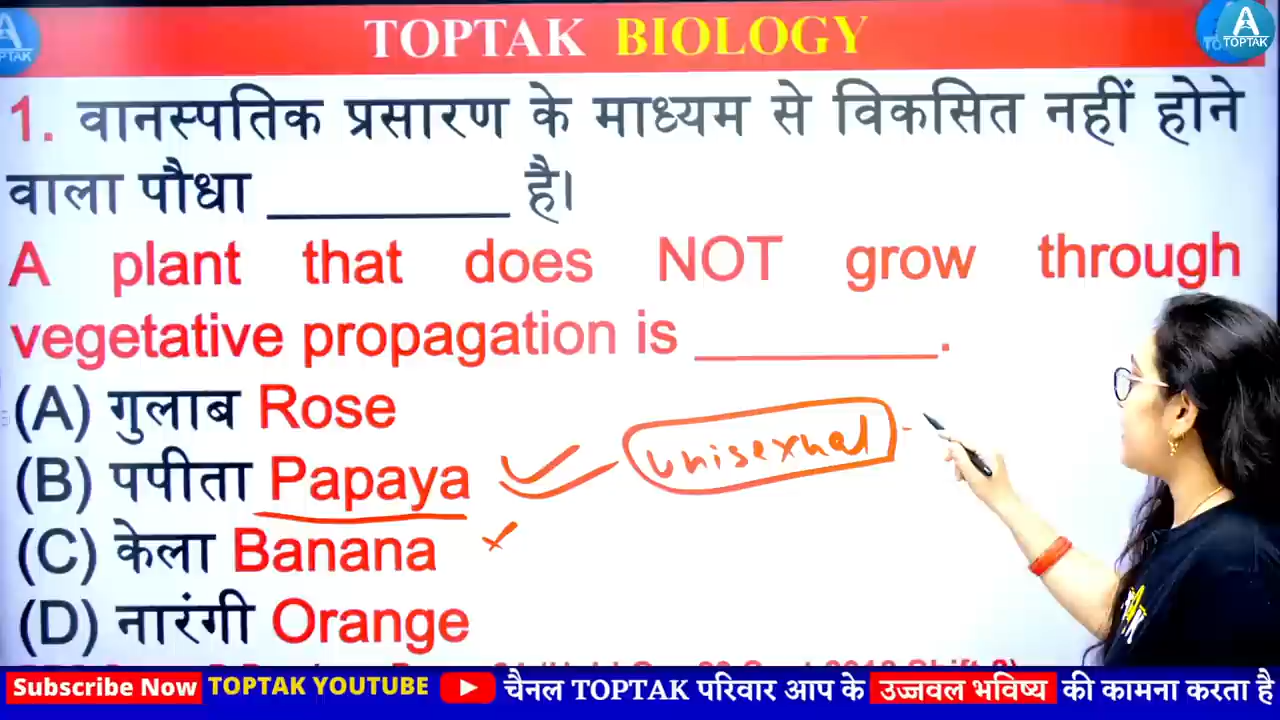 TOPTAK BIOLOGY
A
TOPTAK
1. वानस्पतिक प्रसारण के माध्यम से विकसित नहीं होने
वाला पौधा ________ है।
A plant that does NOT grow through
vegetative propagation is ________.
(A) गुलाब Rose
unisexual
(B) पपीता Papaya
(C) केला Banana
(D) नारंगी Orange
Subscribe Now TOPTAK YOUTUBE चैनल TOPTAK परिवार आप के उज्जवल भविष्य की कामना करता है